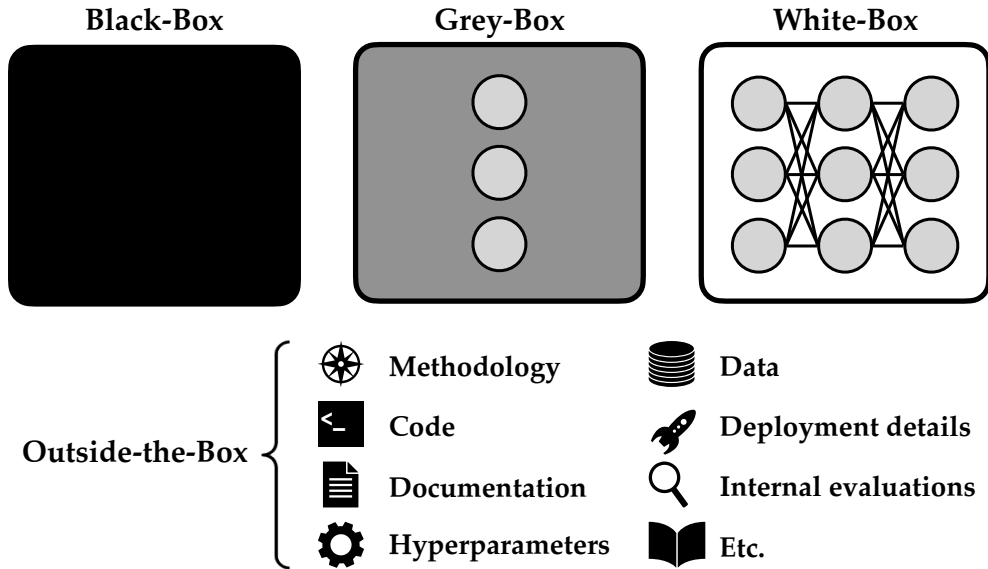 Black-Box
Grey-Box
White-Box
Outside-the-Box
Methodology
Data
<_
Code
Deployment details
Documentation
Internal evaluations
Hyperparameters
Etc.